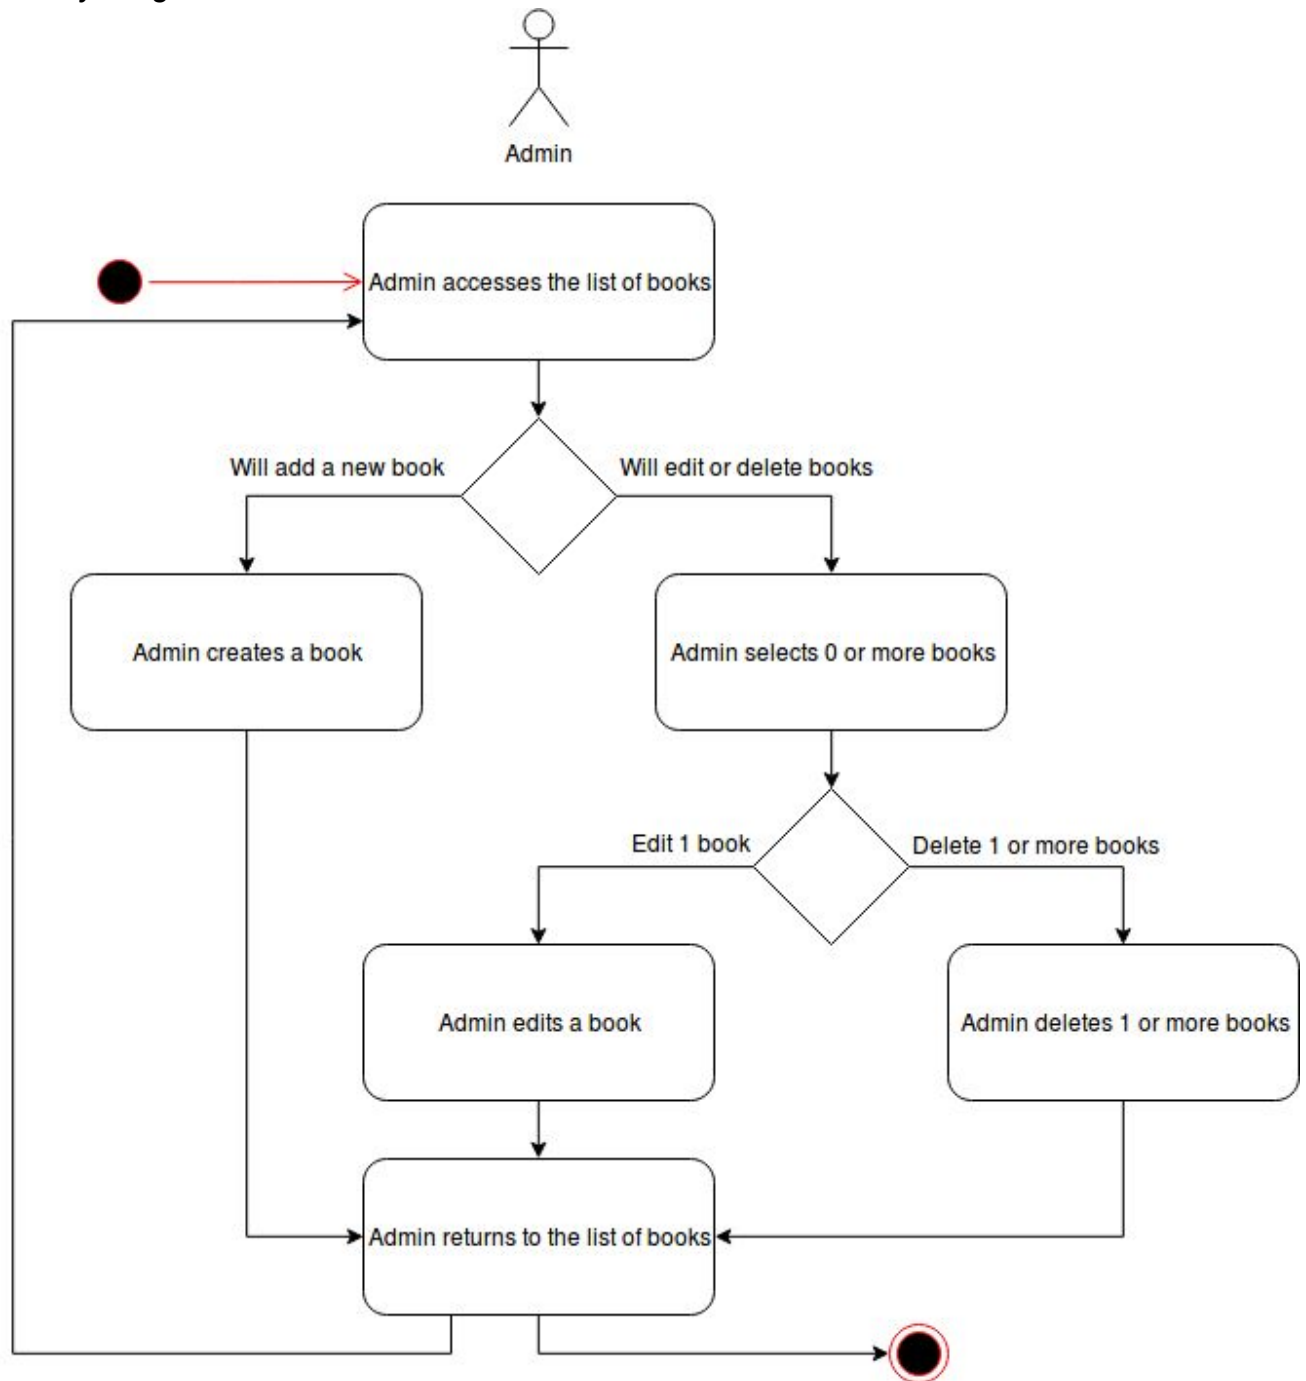 Admin
Admin accesses the list of books
Will add a new book
Will edit or delete books
Admin creates a book
Admin selects 0 or more books
Edit 1 book
Delete 1 or more books
Admin edits a book
Admin deletes 1 or more books
Admin returns to the list of books